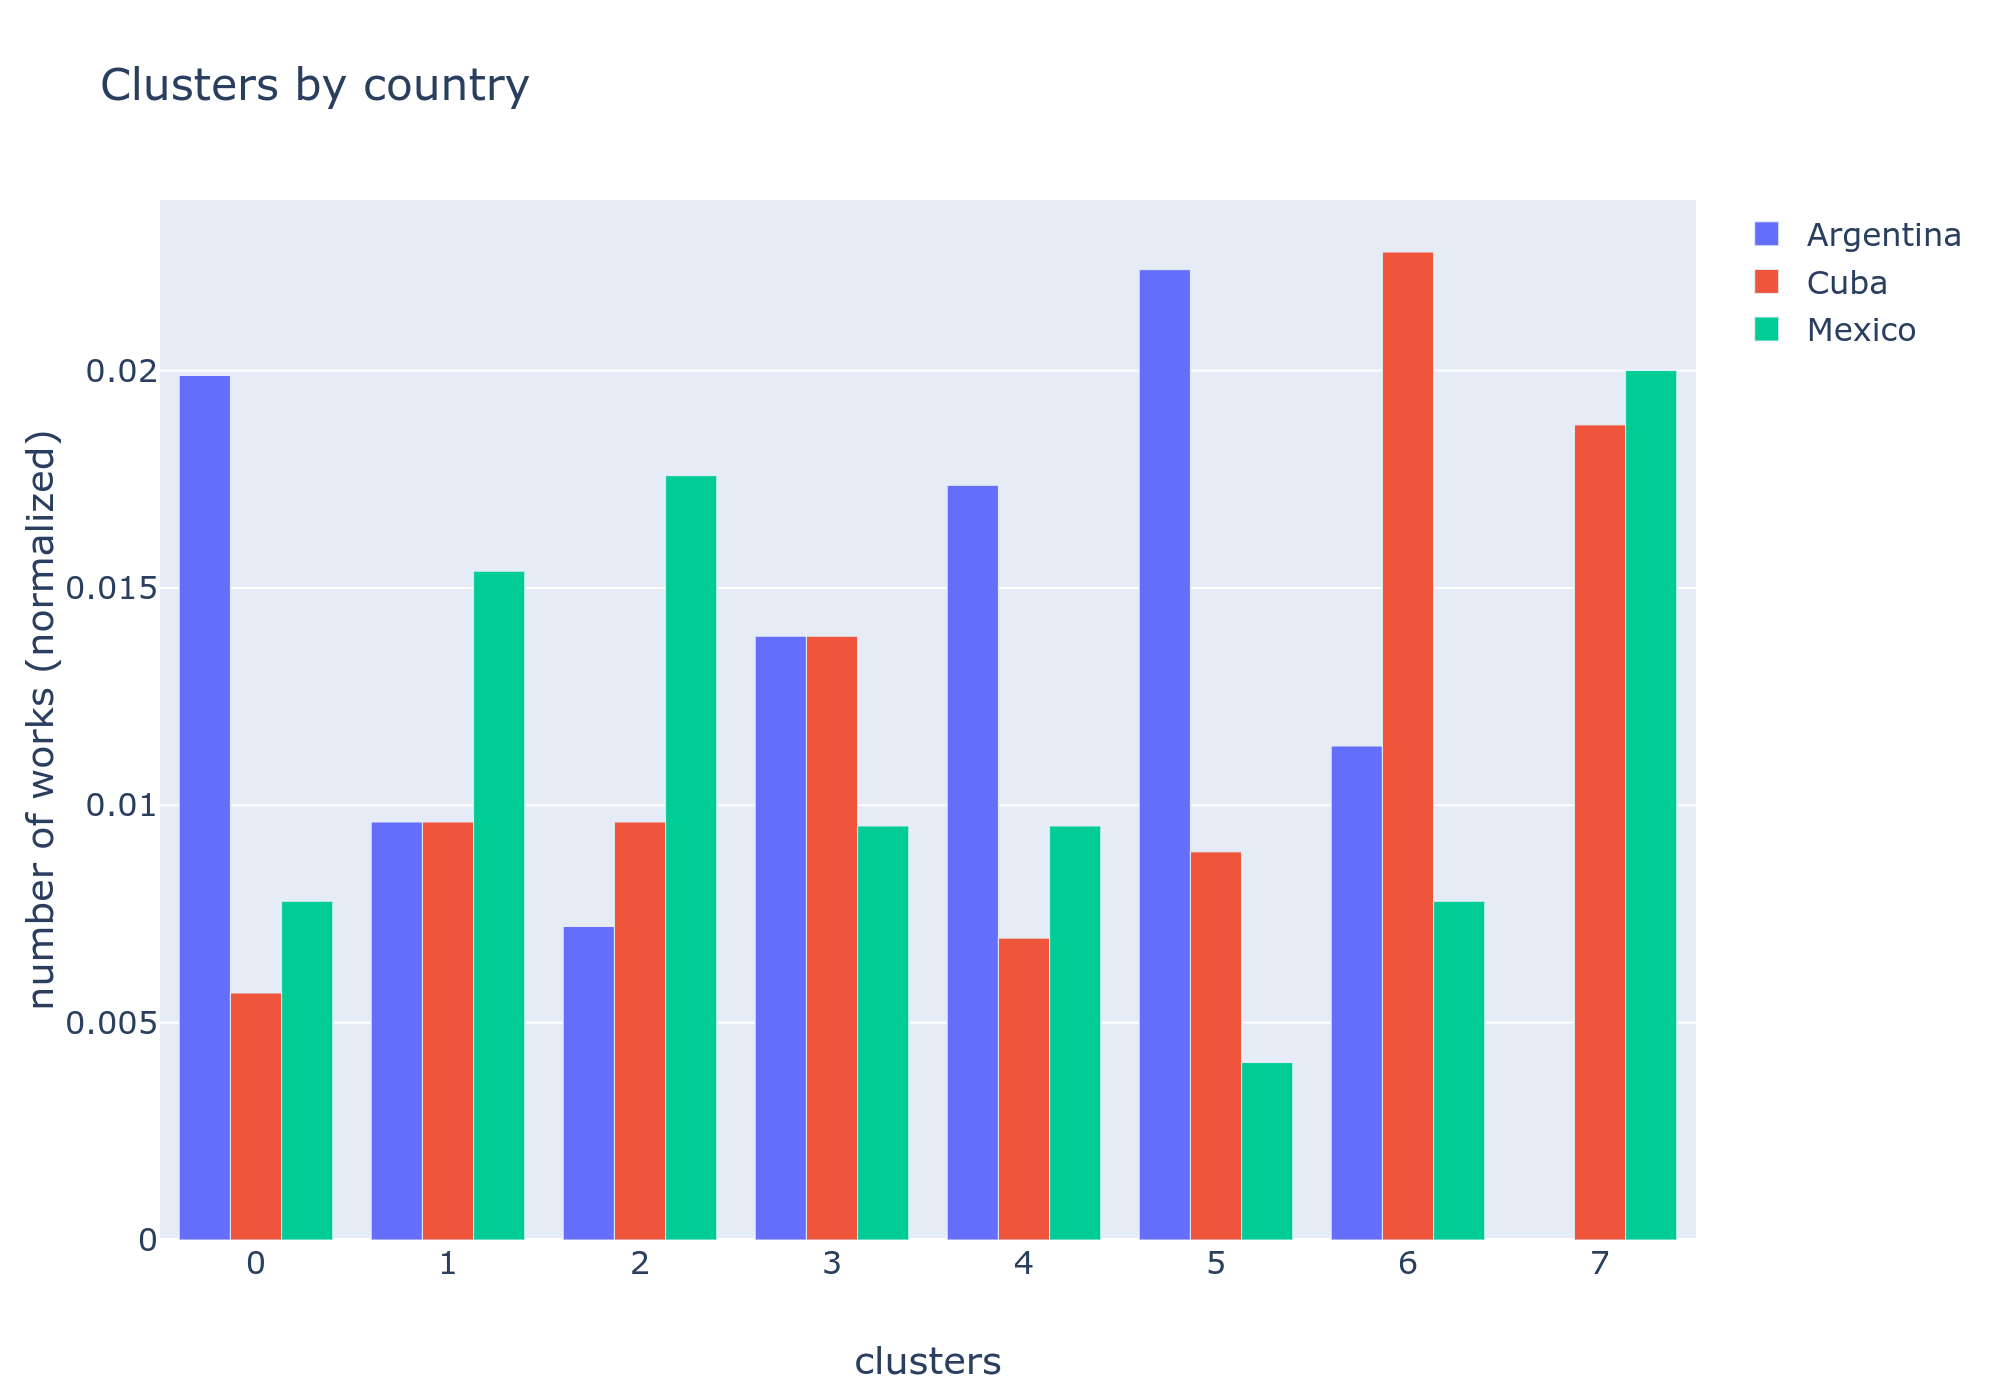 Clusters by country
Argentina
Cuba
Mexico
number of works (normalized)
0.02
0.015
0.01
0.005
0
0 1 2 3 4 5 6 7
clusters